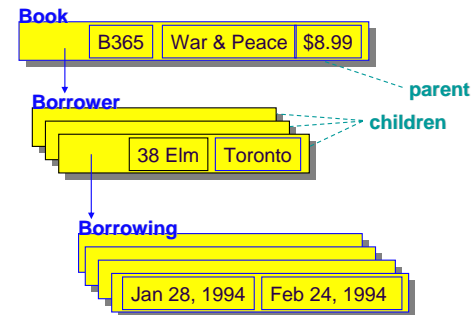 Book
B365 War & Peace $8.99
parent
Borrower
children
38 Elm Toronto
Borrowing
Jan 28, 1994 Feb 24, 1994